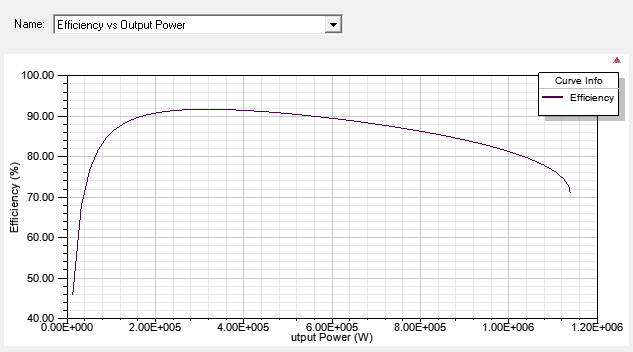 Name: Efficiency vs Output Power
100.00
Curve Info
Efficiency
90.00
80.00
70.00
60.00
50.00
40.00
Efficiency (%)
0.00E+000 2.00E+005 4.00E+005 6.00E+005 8.00E+005 1.00E+006 1.20E+006
utput Power (W)